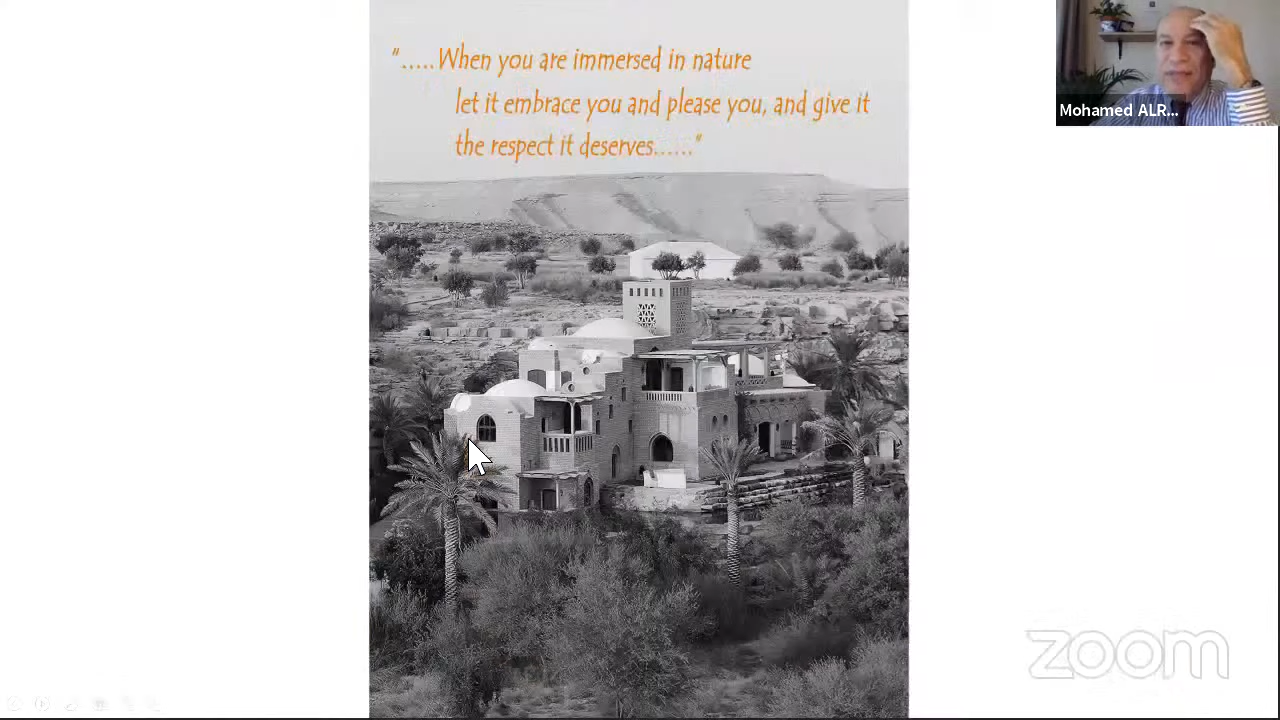 “.....When you are immersed in nature
let it embrace you and please you, and give it
the respect it deserves......”
Mohamed ALR...
zoom